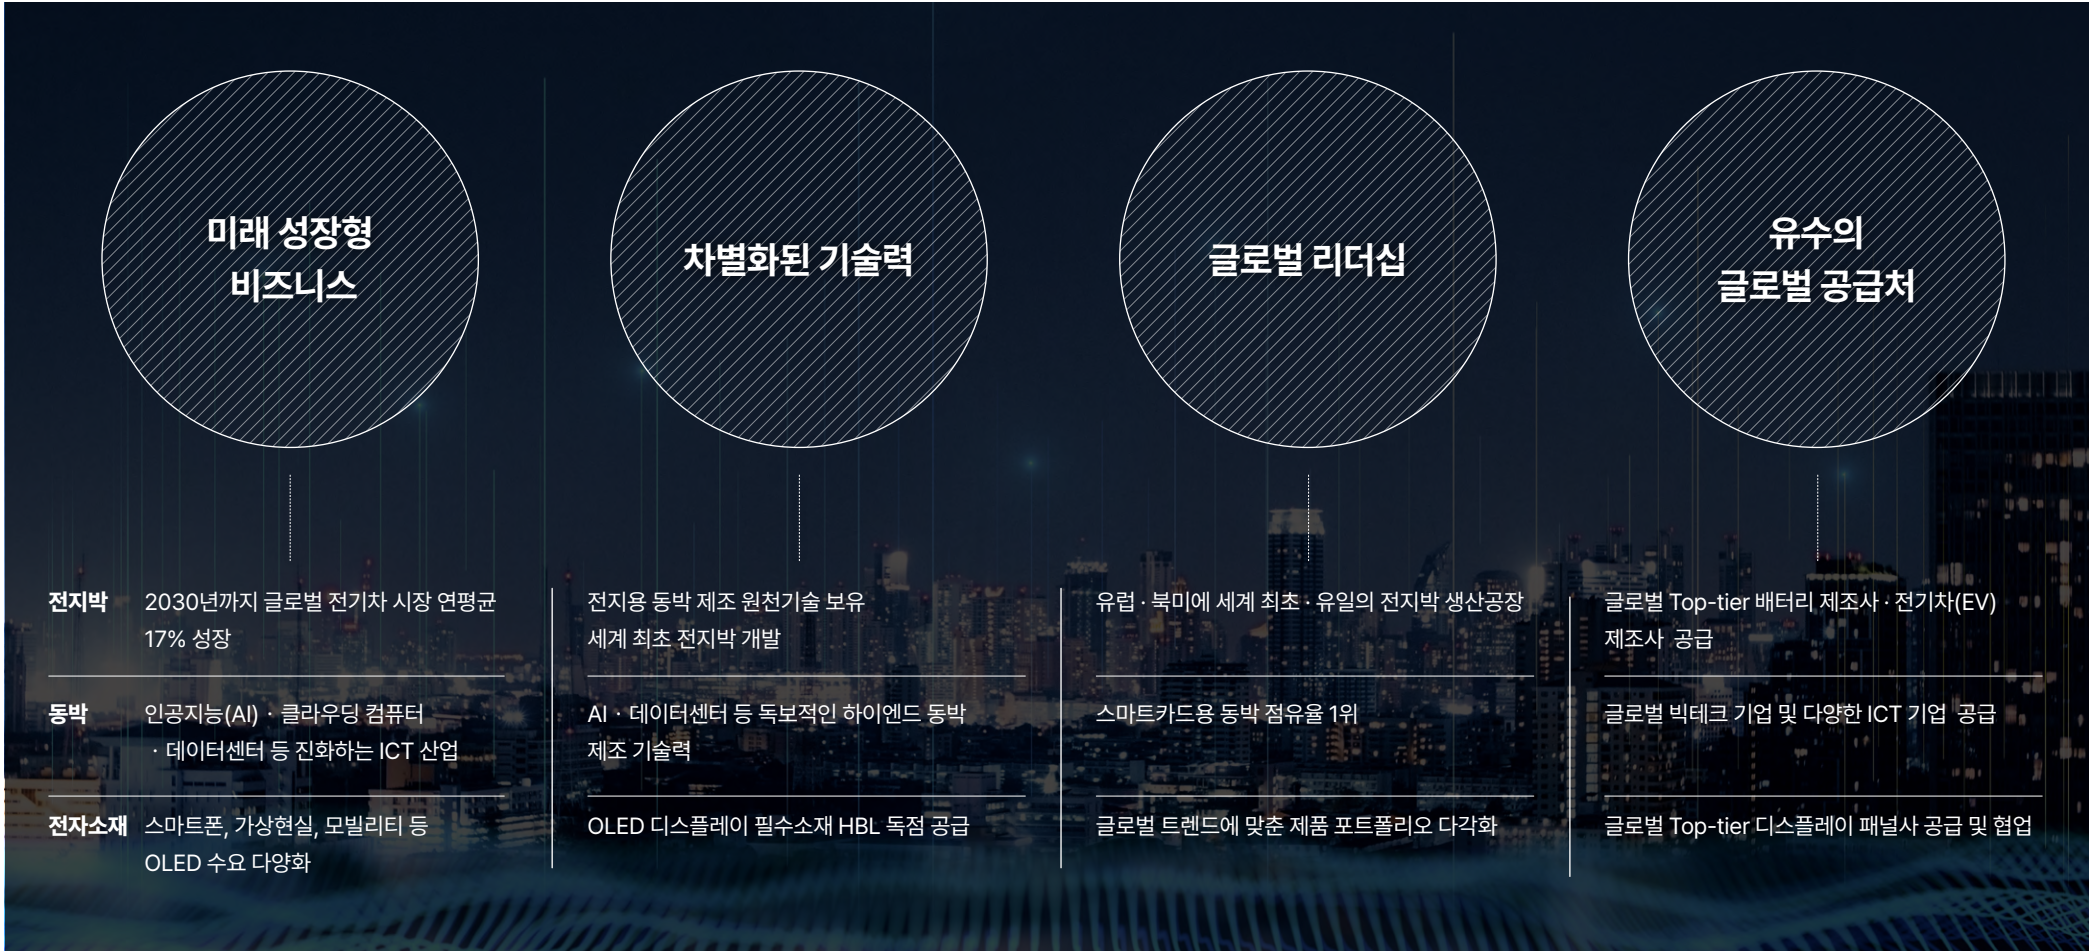 미래 성장형
비즈니스
차별화된 기술력
글로벌 리더십
유수의
글로벌 공급처
전지박
2030년까지 글로벌 전기차 시장 연평균
17% 성장
전지용 동박 제조 원천기술 보유
세계 최초 전지박 개발
유럽 · 북미에 세계 최초 · 유일의 전지박 생산공장
글로벌 Top-tier 배터리 제조사 · 전기차(EV)
제조사 공급
동박
인공지능(AI) · 클라우딩 컴퓨터
· 데이터센터 등 진화하는 ICT 산업
AI · 데이터센터 등 독보적인 하이엔드 동박
제조 기술력
스마트카드용 동박 점유율 1위
글로벌 빅테크 기업 및 다양한 ICT 기업 공급
전자소재
스마트폰, 가상현실, 모빌리티 등
OLED 수요 다양화
OLED 디스플레이 필수소재 HBL 독점 공급
글로벌 트렌드에 맞춘 제품 포트폴리오 다각화
글로벌 Top-tier 디스플레이 패널사 공급 및 협업